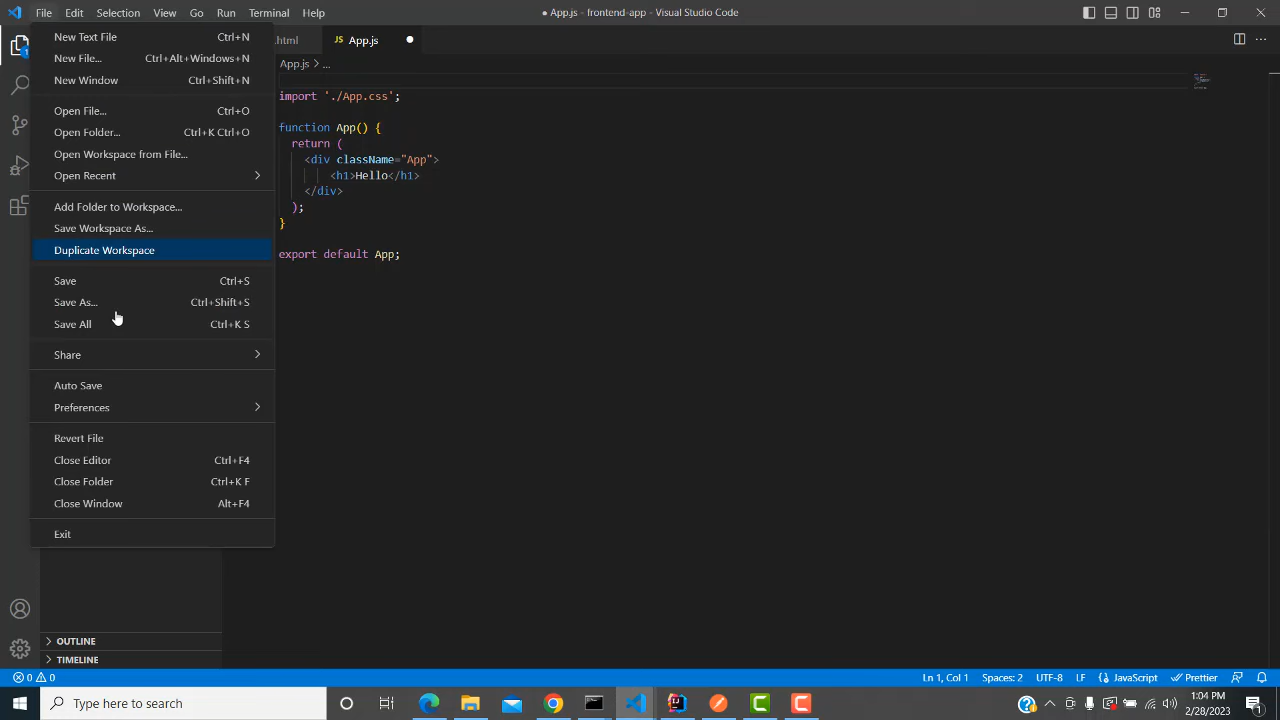 File Edit Selection View Go Run Terminal Help
● App.js - frontend-app - Visual Studio Code
.html
JS App.js
App.js > ...
New Text File Ctrl+N
New File... Ctrl+Alt+Windows+N
New Window Ctrl+Shift+N
Open File... Ctrl+O
Open Folder... Ctrl+K Ctrl+O
Open Workspace from File...
Open Recent
Add Folder to Workspace...
Save Workspace As...
Duplicate Workspace
Save Ctrl+S
Save As... Ctrl+Shift+S
Save All Ctrl+K S
Share
Auto Save
Preferences
Revert File
Close Editor Ctrl+F4
Close Folder Ctrl+K F
Close Window Alt+F4
Exit
import './App.css';
function App() {
return (
<div className="App">
<h1>Hello</h1>
</div>
);
}
export default App;
OUTLINE
TIMELINE
0 0
Ln 1, Col 1 Spaces: 2 UTF-8 LF JavaScript Prettier
Type here to search
1:04 PM
2/28/2023